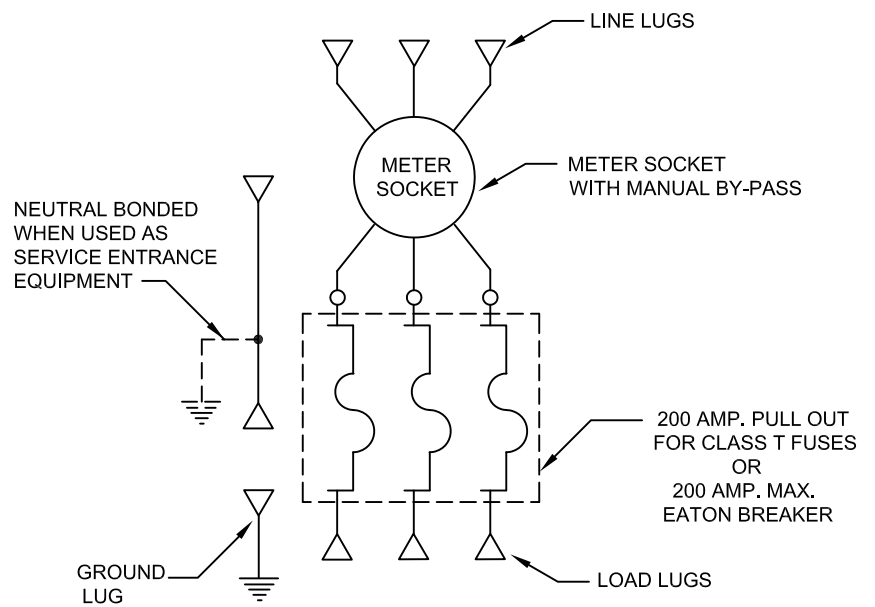 LINE LUGS
METER
SOCKET
METER SOCKET
WITH MANUAL BY-PASS
NEUTRAL BONDED
WHEN USED AS
SERVICE ENTRANCE
EQUIPMENT
200 AMP. PULL OUT
FOR CLASS T FUSES
OR
200 AMP. MAX.
EATON BREAKER
GROUND
LUG
LOAD LUGS